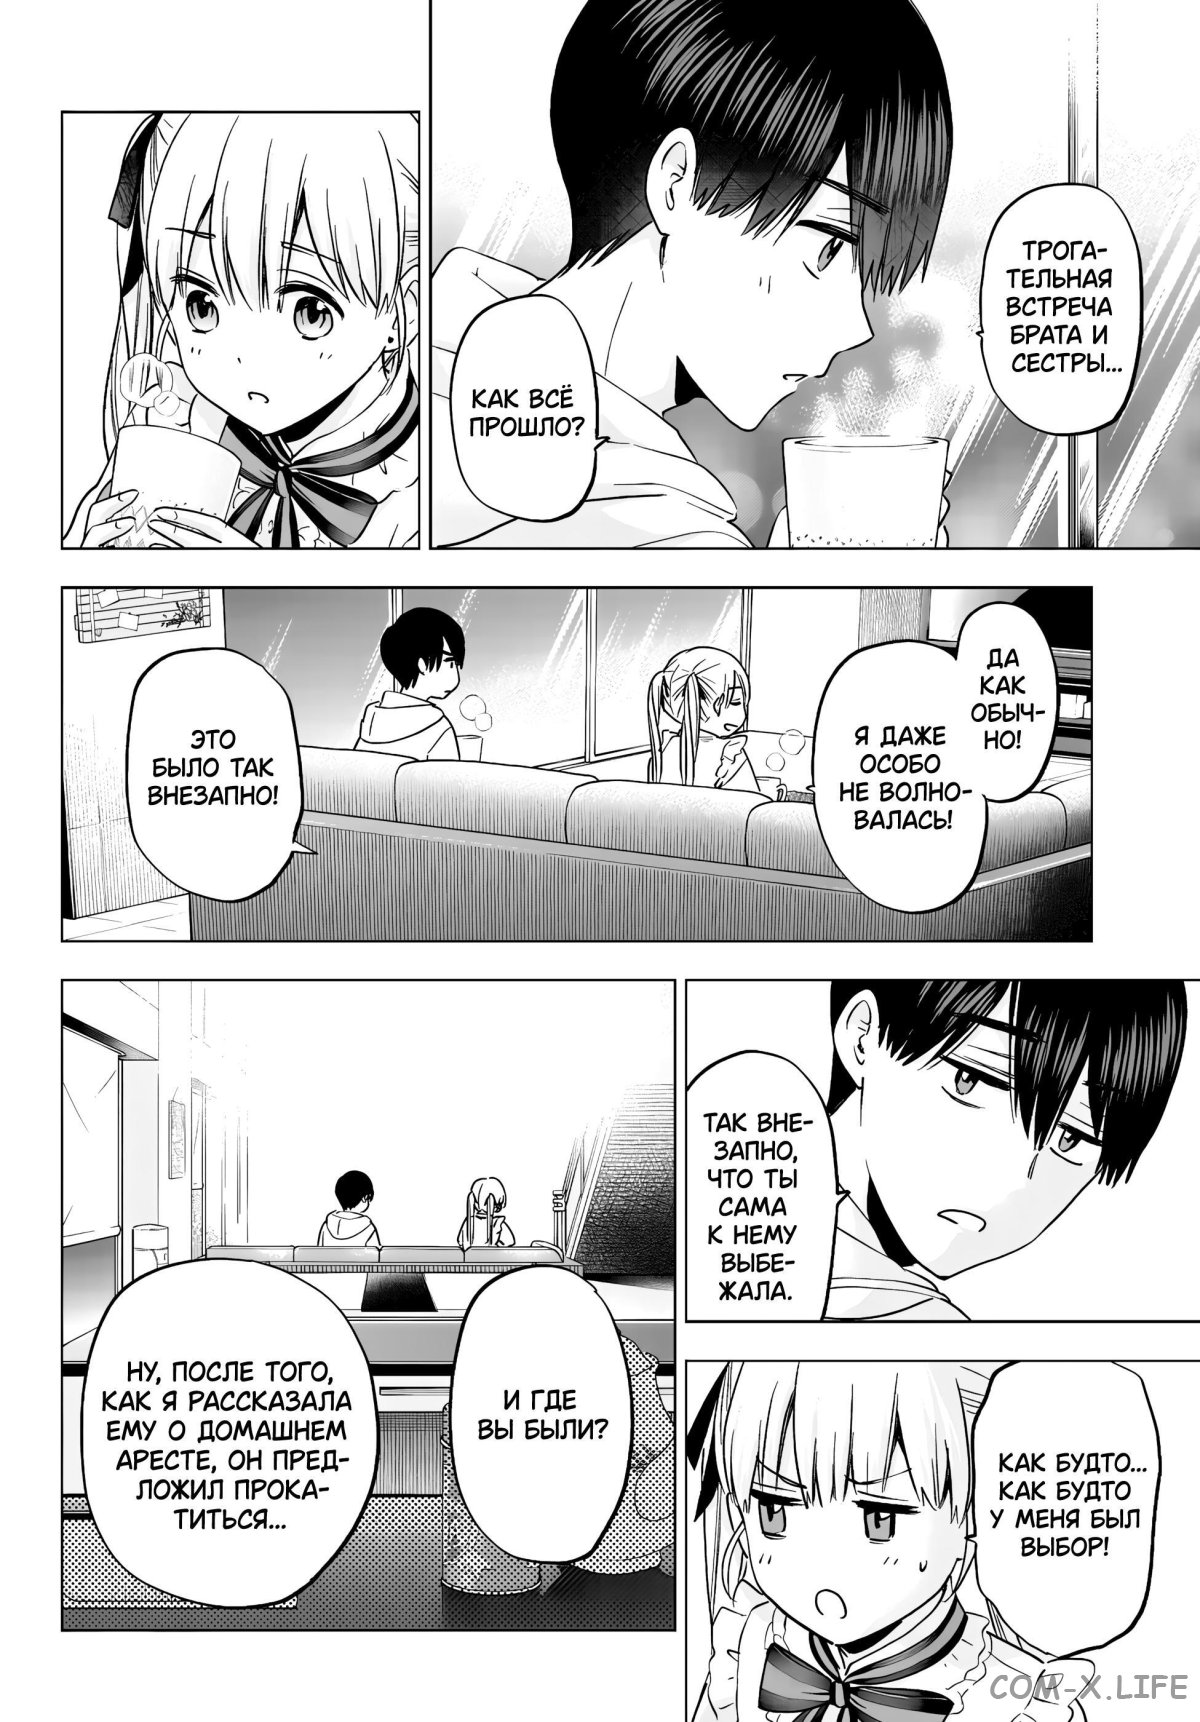 ТРОГА-
ТЕЛЬНАЯ
ВСТРЕЧА
БРАТА И
СЕСТРЫ...
КАК ВСЁ
ПРОШЛО?
ДА
КАК
ОБЫЧ-
НО!
Я ДАЖЕ
ОСОБО
НЕ ВОЛНО-
ВАЛАСЬ!
ЭТО
БЫЛО ТАК
ВНЕЗАПНО!
ТАК ВНЕ-
ЗАПНО,
ЧТО ТЫ
САМА
К НЕМУ
ВЫБЕ-
ЖАЛА.
КАК БУДТО...
КАК БУДТО
У МЕНЯ БЫЛ
ВЫБОР!
И ГДЕ
ВЫ БЫЛИ?
НУ, ПОСЛЕ ТОГО,
КАК Я РАССКАЗАЛА
ЕМУ О ДОМАШНЕМ
АРЕСТЕ, ОН ПРЕД-
ЛОЖИЛ ПРОКА-
ТИТЬСЯ...
COM-X.LIFE